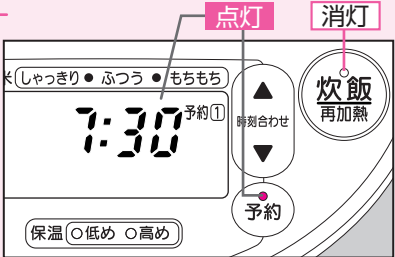 点灯
消灯
米 しゃっきり● ふつう ● もちもち
7:30
予約①
時刻合わせ
炊飯
再加熱
予約
保温 ○低め ○高め